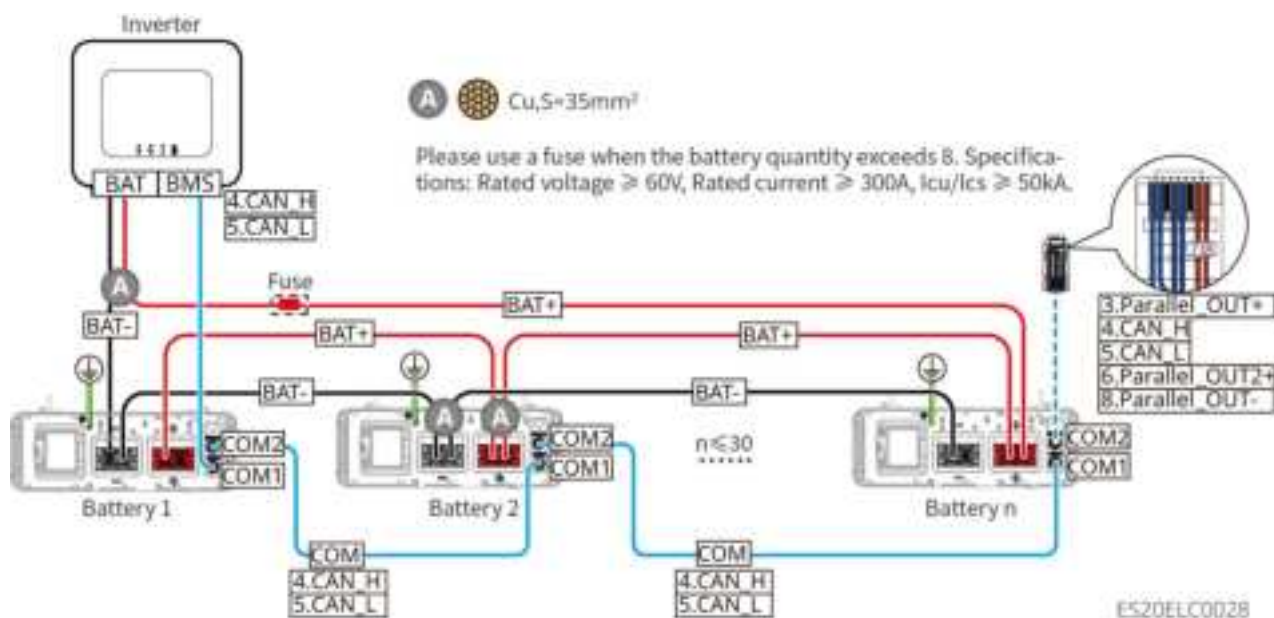 Inverter
A
Cu,S=35mm²
Please use a fuse when the battery quantity exceeds 8. Specifica-
tions: Rated voltage ≥ 60V, Rated current ≥ 300A, Icu/Ics ≥ 50kA.
BAT BMS
4.CAN_H
5.CAN_L
A
Fuse
BAT+
BAT-
BAT+
BAT+
3.Parallel_OUT+
4.CAN_H
5.CAN_L
6.Parallel_OUT2+
8.Parallel_OUT-
BAT-
BAT-
A
A
COM2
COM1
COM2
COM1
n≤30
COM2
COM1
Battery 1
Battery 2
Battery n
COM
4.CAN_H
5.CAN_L
COM
4.CAN_H
5.CAN_L
ES20ELC0028